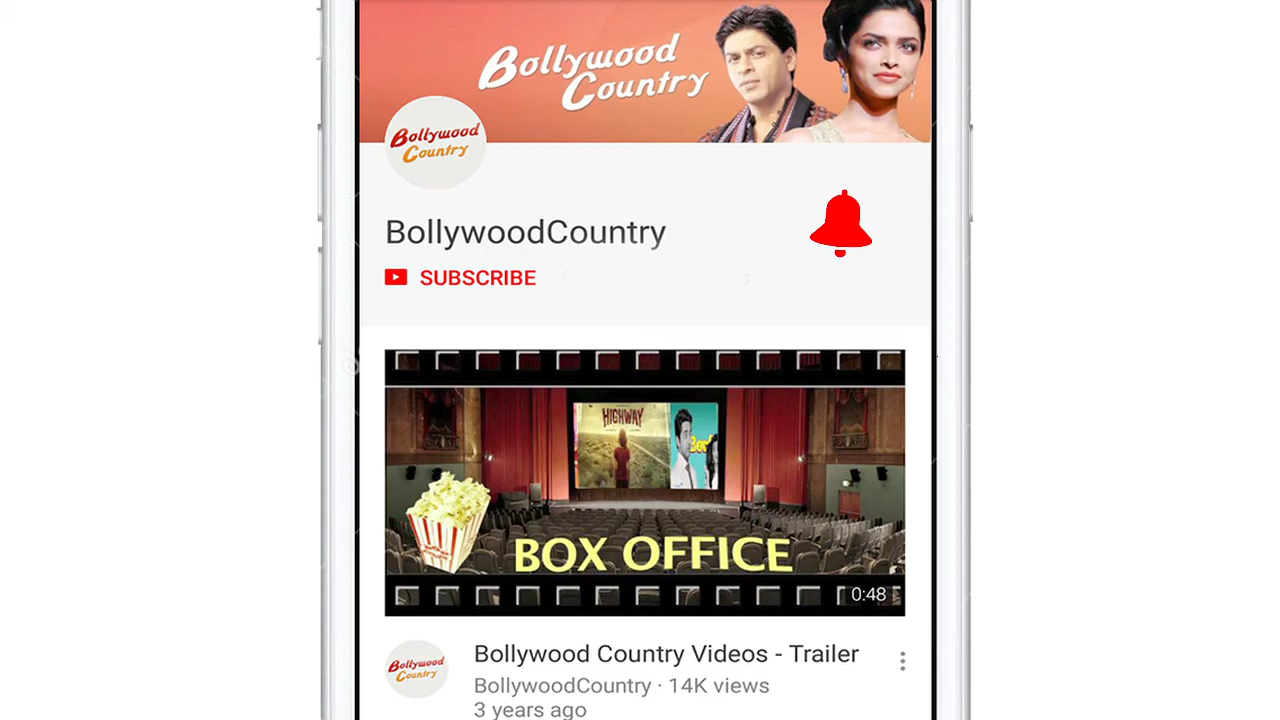 Bollywood
Country
Bollywood
Country
BollywoodCountry
SUBSCRIBE
HIGHWAY
BOX OFFICE
0:48
Bollywood Country Videos - Trailer
Bollywood
Country
BollywoodCountry · 14K views
3 years ago